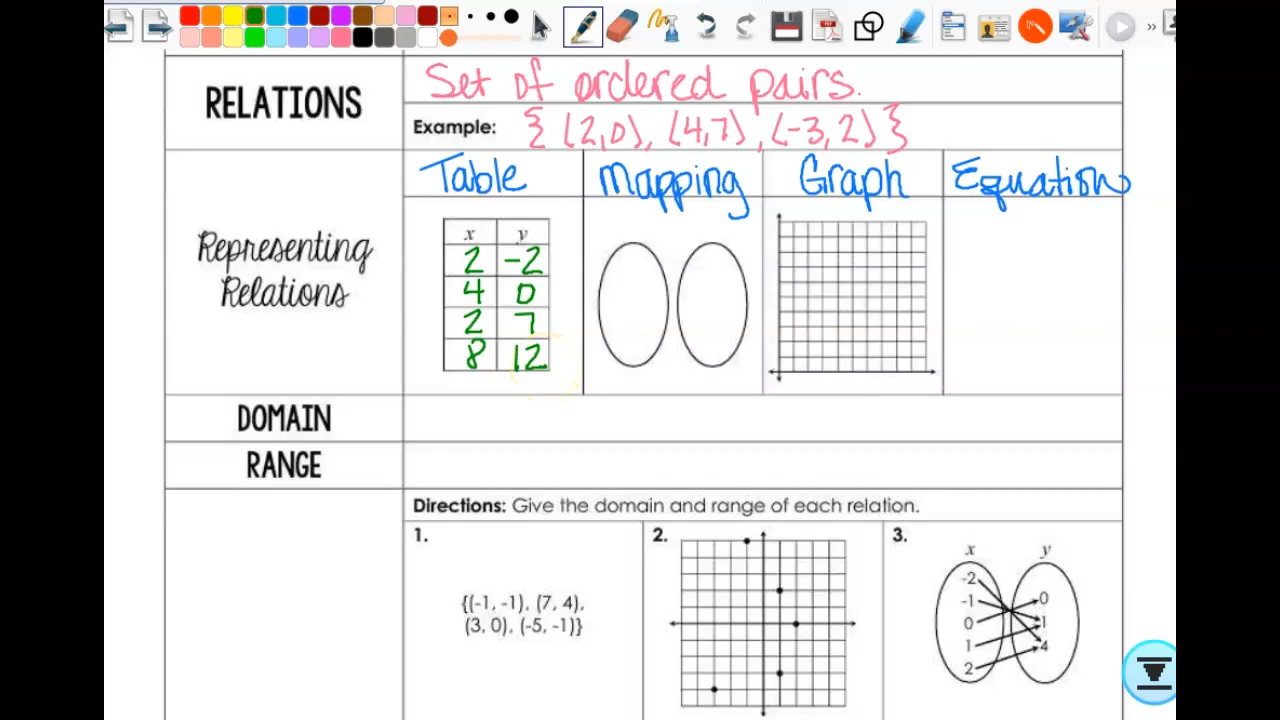 RELATIONS
Set of ordered pairs.
Example: { (2,0), (4,7), (-3,2) }
Representing Relations
Table Mapping Graph Equation
x y
2 -2
4 0
2 7
8 12
DOMAIN
RANGE
Directions: Give the domain and range of each relation.
1.
{(-1, -1), (7, 4),
(3, 0), (-5, -1)}
2.
3.
x y
-2
-1
0
1
2
0
1
4